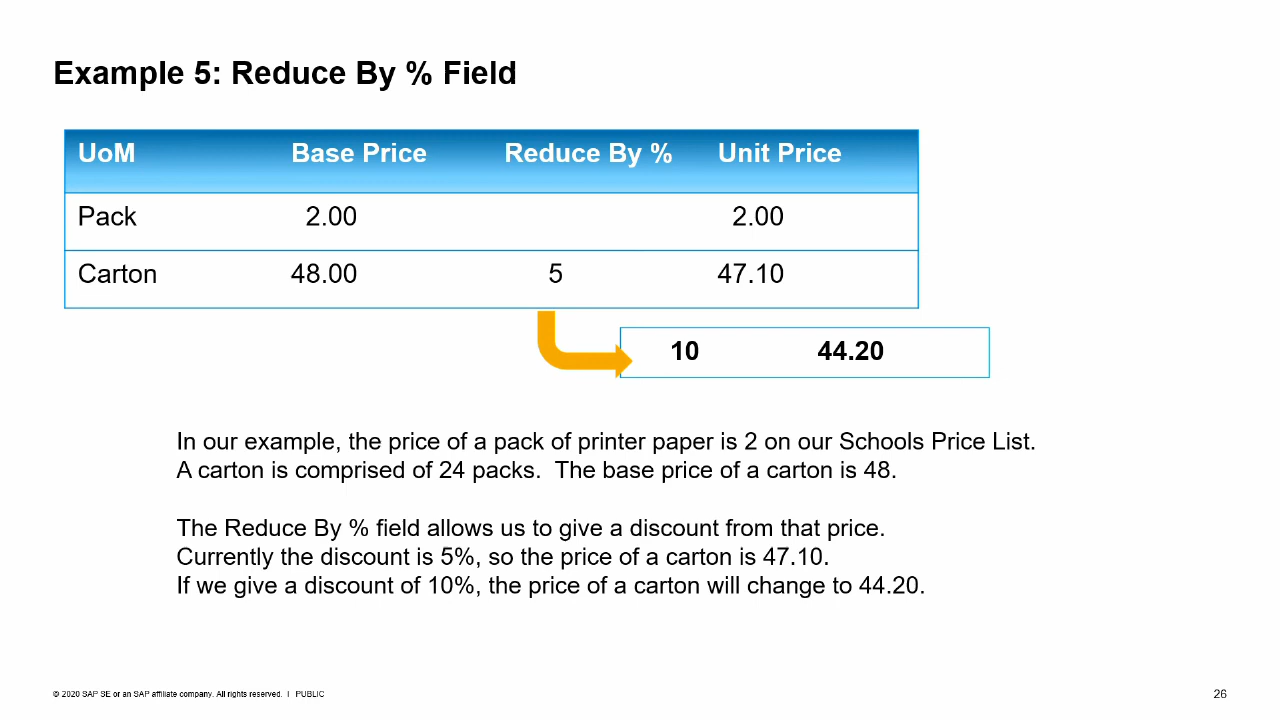 Example 5: Reduce By % Field
UoM Base Price Reduce By % Unit Price
Pack 2.00 2.00
Carton 48.00 5 47.10
10 44.20
In our example, the price of a pack of printer paper is 2 on our Schools Price List.
A carton is comprised of 24 packs.  The base price of a carton is 48.
The Reduce By % field allows us to give a discount from that price.
Currently the discount is 5%, so the price of a carton is 47.10.
If we give a discount of 10%, the price of a carton will change to 44.20.
© 2020 SAP SE or an SAP affiliate company. All rights reserved. I PUBLIC
26